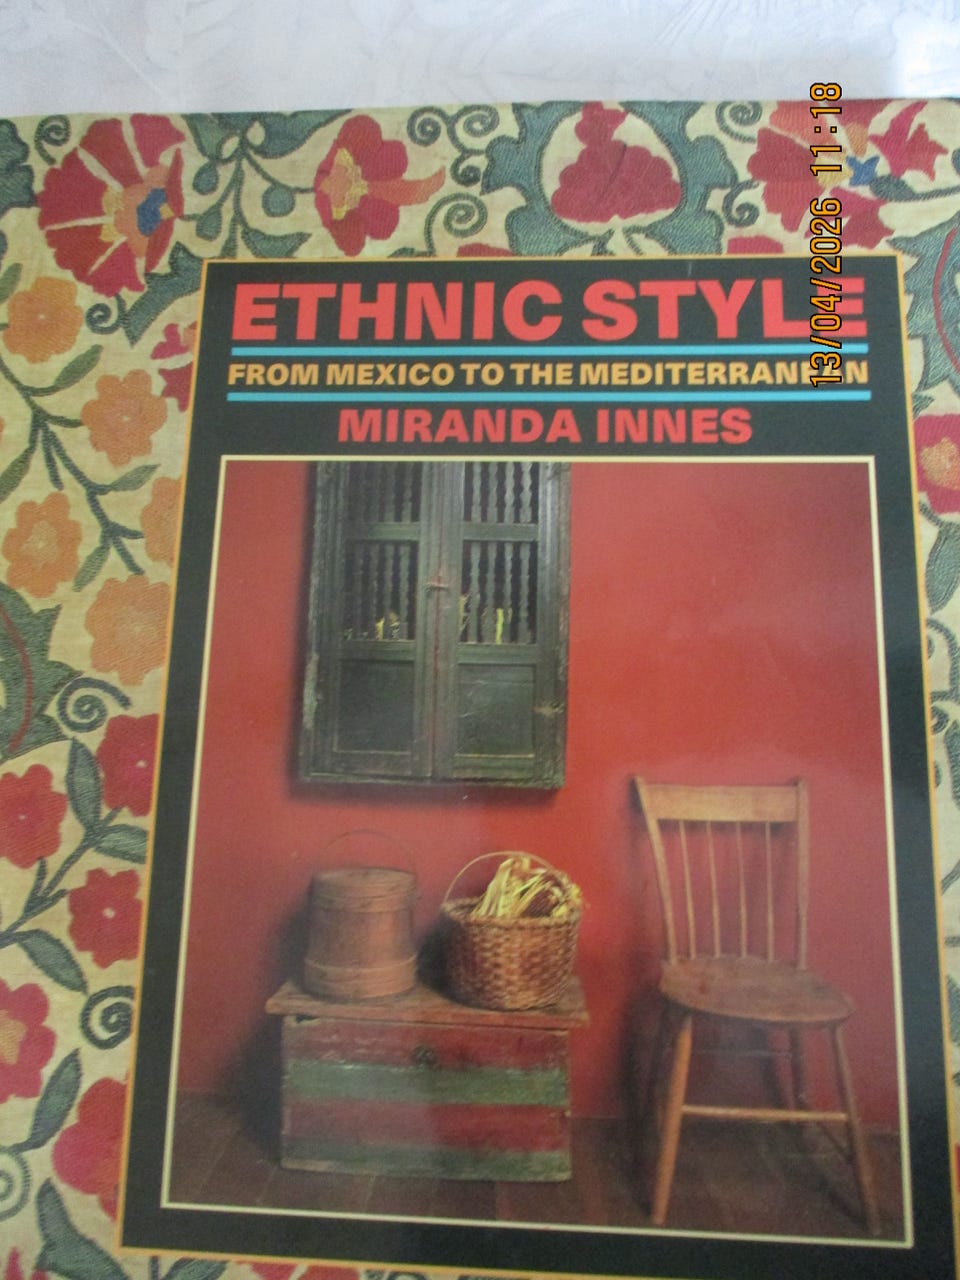 ETHNIC STYLE
FROM MEXICO TO THE MEDITERRANEAN
MIRANDA INNES
13/04/2026 11:18